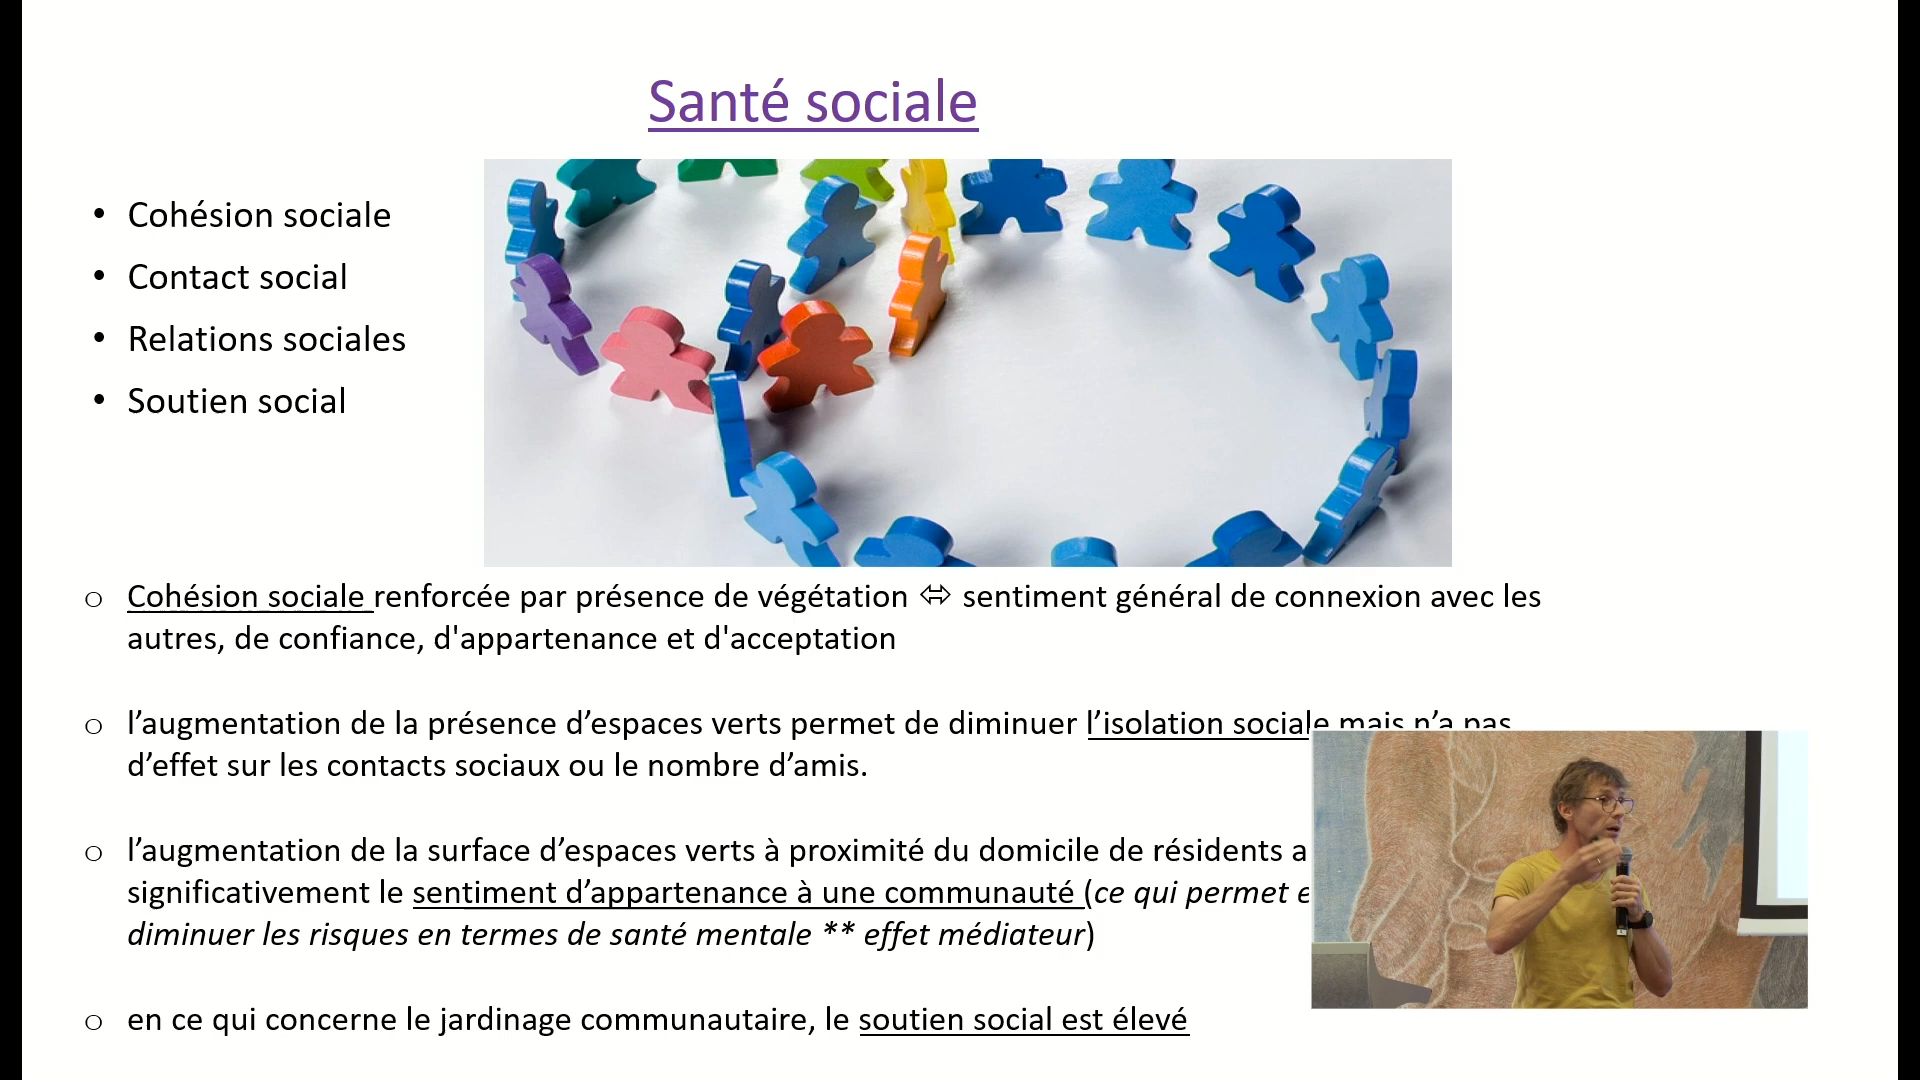 Santé sociale
• Cohésion sociale
• Contact social
• Relations sociales
• Soutien social
o Cohésion sociale renforcée par présence de végétation ⬄ sentiment général de connexion avec les
autres, de confiance, d'appartenance et d'acceptation
o l’augmentation de la présence d’espaces verts permet de diminuer l’isolation sociale mais n’a pas
d’effet sur les contacts sociaux ou le nombre d’amis.
o l’augmentation de la surface d’espaces verts à proximité du domicile de résidents
significativement le sentiment d’appartenance à une communauté (ce qui permet
diminuer les risques en termes de santé mentale ** effet médiateur)
o en ce qui concerne le jardinage communautaire, le soutien social est élevé